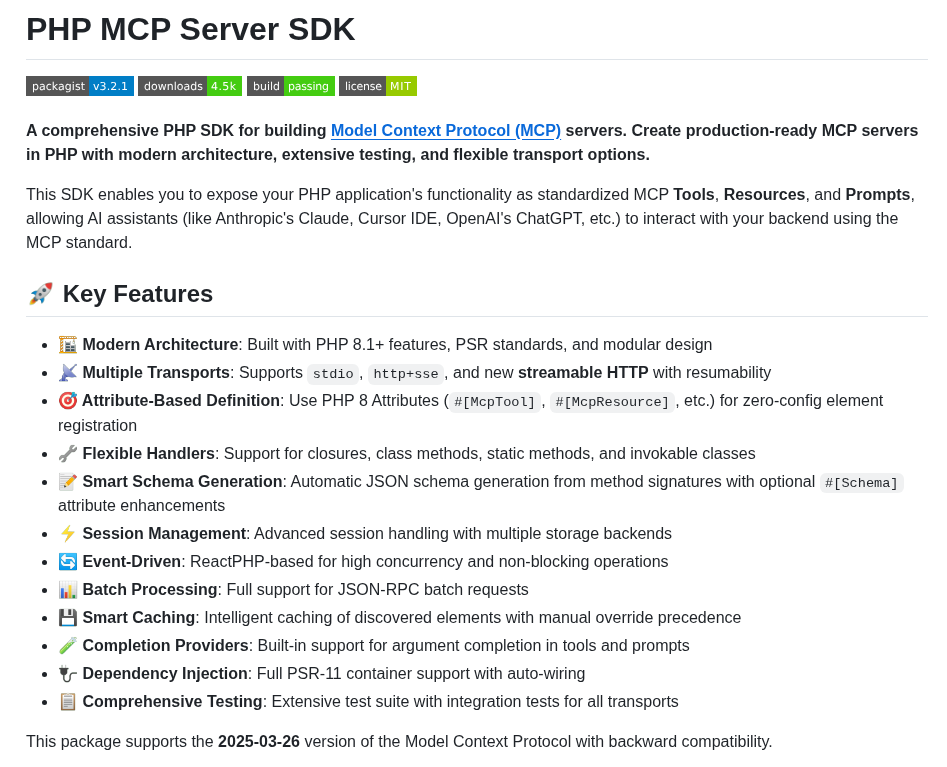 PHP MCP Server SDK
packagist v3.2.1 downloads 4.5k build passing license MIT
A comprehensive PHP SDK for building Model Context Protocol (MCP) servers. Create production-ready MCP servers
in PHP with modern architecture, extensive testing, and flexible transport options.
This SDK enables you to expose your PHP application's functionality as standardized MCP Tools, Resources, and Prompts,
allowing AI assistants (like Anthropic's Claude, Cursor IDE, OpenAI's ChatGPT, etc.) to interact with your backend using the
MCP standard.
🚀 Key Features
• 🏗️ Modern Architecture: Built with PHP 8.1+ features, PSR standards, and modular design
• 📡 Multiple Transports: Supports stdio, http+sse, and new streamable HTTP with resumability
• 🎯 Attribute-Based Definition: Use PHP 8 Attributes (#[McpTool], #[McpResource], etc.) for zero-config element
registration
• 🔧 Flexible Handlers: Support for closures, class methods, static methods, and invokable classes
• 📝 Smart Schema Generation: Automatic JSON schema generation from method signatures with optional #[Schema]
attribute enhancements
• ⚡ Session Management: Advanced session handling with multiple storage backends
• 🔄 Event-Driven: ReactPHP-based for high concurrency and non-blocking operations
• 📊 Batch Processing: Full support for JSON-RPC batch requests
• 💾 Smart Caching: Intelligent caching of discovered elements with manual override precedence
• 🧪 Completion Providers: Built-in support for argument completion in tools and prompts
• 🔌 Dependency Injection: Full PSR-11 container support with auto-wiring
• 📋 Comprehensive Testing: Extensive test suite with integration tests for all transports
This package supports the 2025-03-26 version of the Model Context Protocol with backward compatibility.